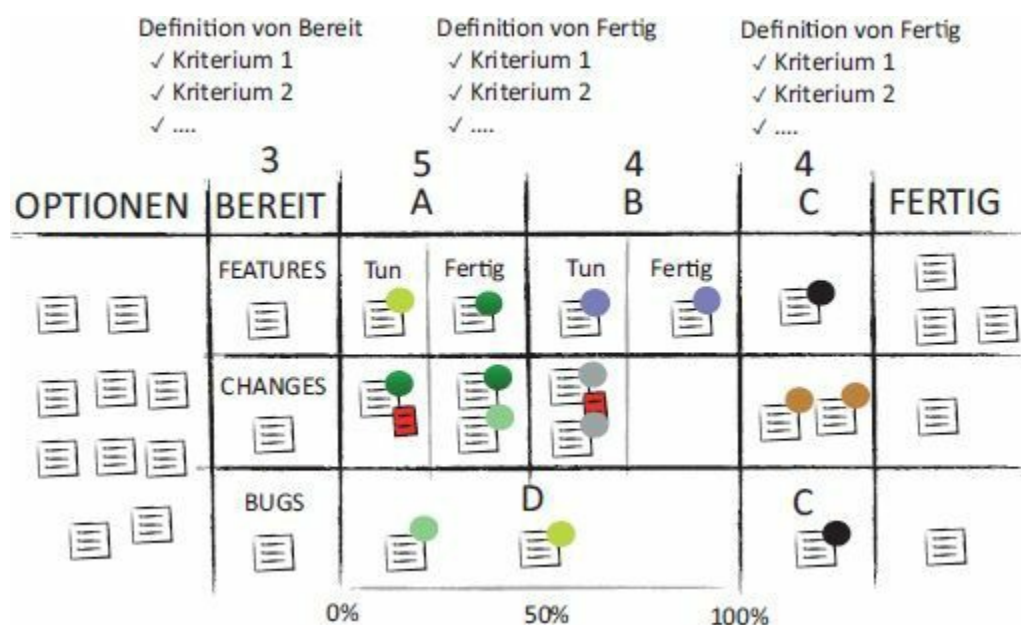 Definition von Bereit
✓ Kriterium 1
✓ Kriterium 2
✓ ....
Definition von Fertig
✓ Kriterium 1
✓ Kriterium 2
✓ ....
Definition von Fertig
✓ Kriterium 1
✓ Kriterium 2
✓ ....
3 5 4 4
OPTIONEN BEREIT A B C FERTIG
FEATURES Tun Fertig Tun Fertig
CHANGES
BUGS D C
0% 50% 100%